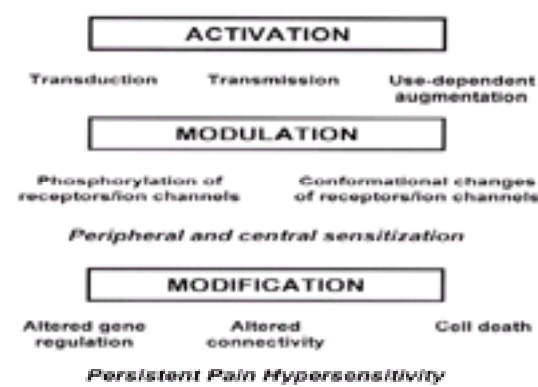 ACTIVATION
Transduction Transmission Use-dependent
augmentation
MODULATION
Phosphorylation of Conformational changes
receptors/ion channels of receptors/ion channels
Peripheral and central sensitization
MODIFICATION
Altered gene Altered Cell death
regulation connectivity
Persistent Pain Hypersensitivity